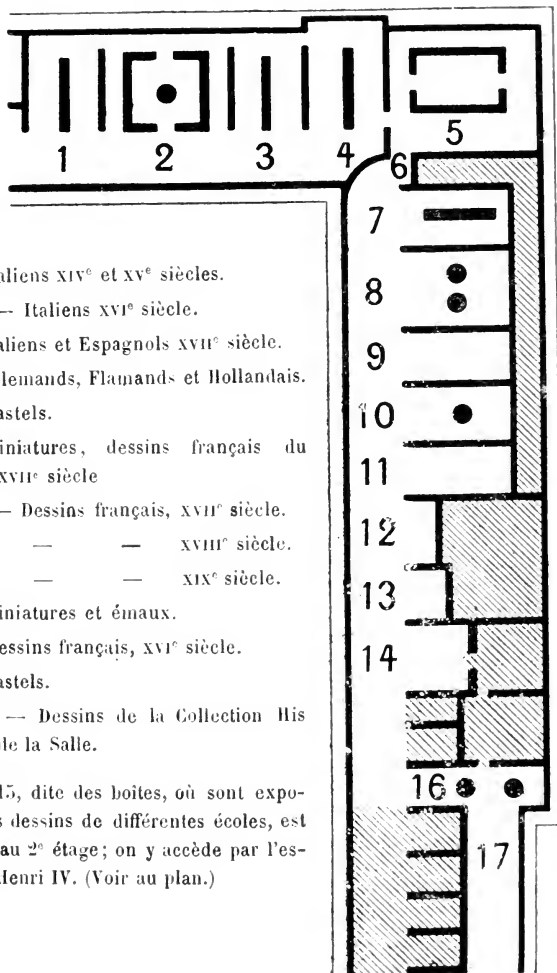 1 2 3 4 5
6
7
8
9
10
11
12
13
14
16
17
aliens XIVe et XVe siècles.
— Italiens XVIe siècle.
aliens et Espagnols XVIIe siècle.
lemands, Flamands et Hollandais.
astels.
iniatures, dessins français du
XVIIe siècle
— Dessins français, XVIIe siècle.
— — XVIIIe siècle.
— — XIXe siècle.
iniatures et émaux.
essins français, XVIe siècle.
astels.
— Dessins de la Collection His
de la Salle.
15, dite des boîtes, où sont expo-
s dessins de différentes écoles, est
au 2e étage; on y accède par l'es-
Henri IV. (Voir au plan.)